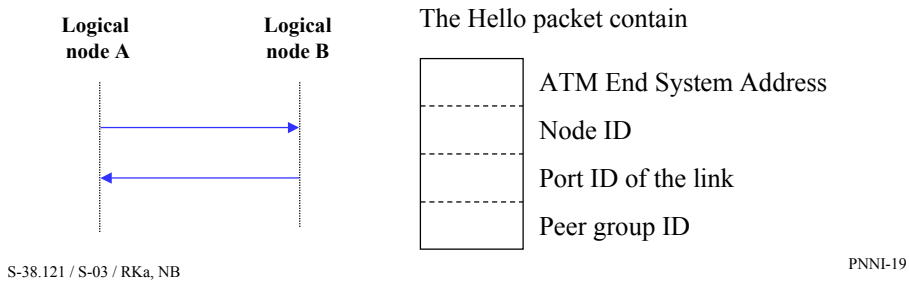 Logical
node A
Logical
node B
The Hello packet contain
ATM End System Address
Node ID
Port ID of the link
Peer group ID
S-38.121 / S-03 / RKa, NB
PNNI-19